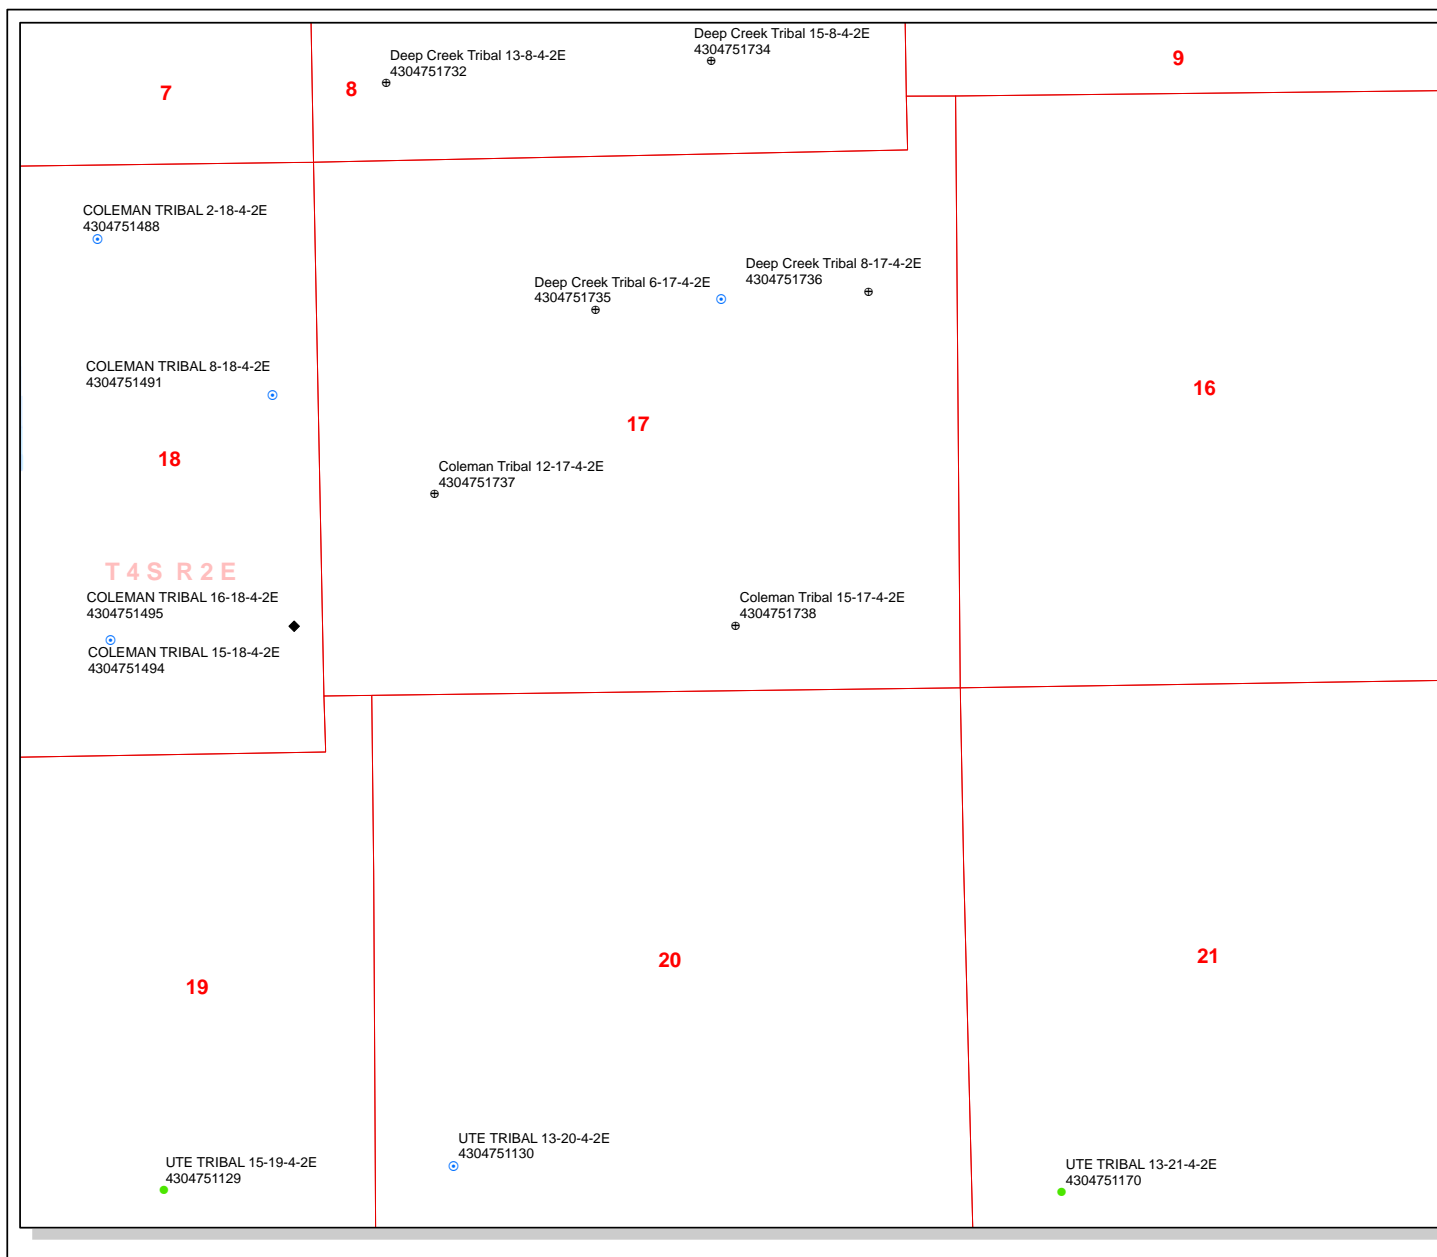 Deep Creek Tribal 15-8-4-2E
4304751734
Deep Creek Tribal 13-8-4-2E
4304751732
9
7
8
COLEMAN TRIBAL 2-18-4-2E
4304751488
Deep Creek Tribal 8-17-4-2E
4304751736
Deep Creek Tribal 6-17-4-2E
4304751735
COLEMAN TRIBAL 8-18-4-2E
4304751491
16
17
18
Coleman Tribal 12-17-4-2E
4304751737
T4S R2E
COLEMAN TRIBAL 16-18-4-2E
4304751495
Coleman Tribal 15-17-4-2E
4304751738
COLEMAN TRIBAL 15-18-4-2E
4304751494
21
20
19
UTE TRIBAL 13-20-4-2E
4304751130
UTE TRIBAL 15-19-4-2E
4304751129
UTE TRIBAL 13-21-4-2E
4304751170